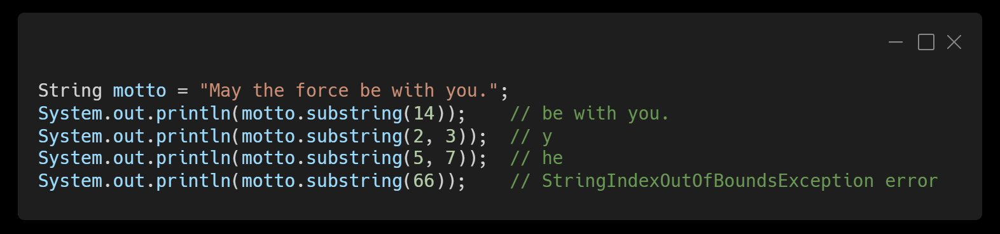 String motto = "May the force be with you.";
System.out.println(motto.substring(14));    // be with you.
System.out.println(motto.substring(2, 3));  // y
System.out.println(motto.substring(5, 7));  // he
System.out.println(motto.substring(66));    // StringIndexOutOfBoundsException error